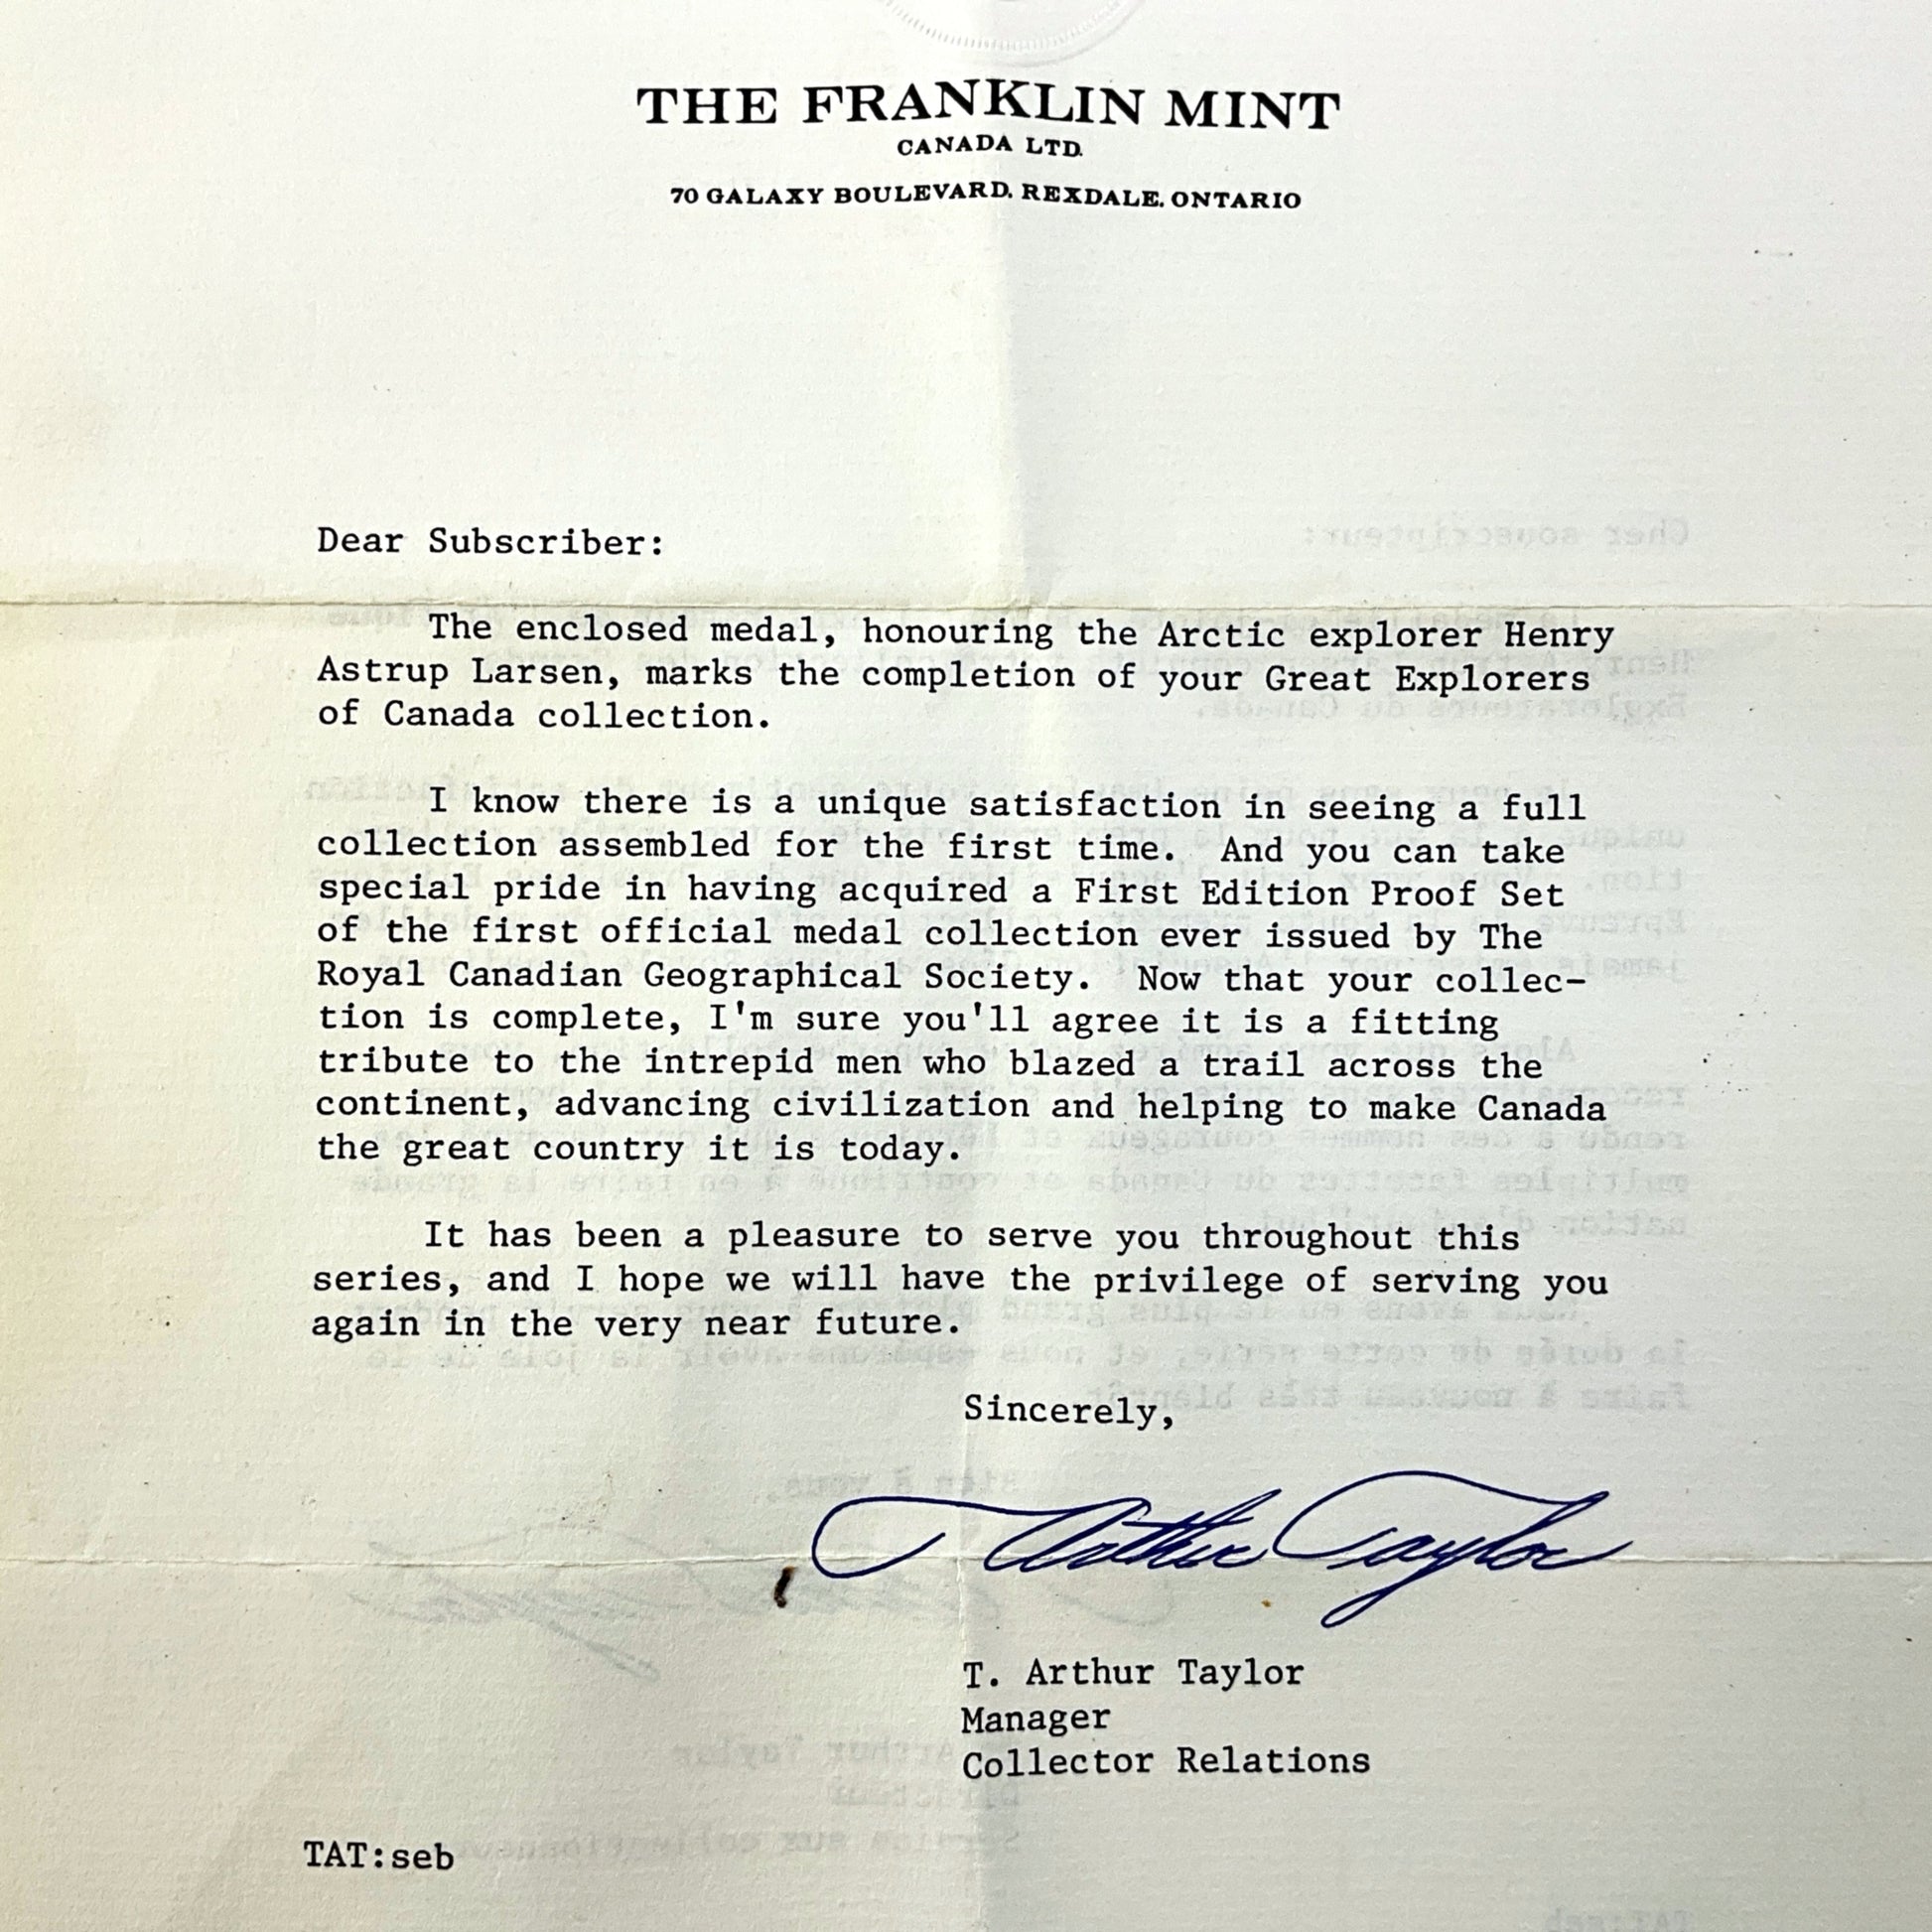 THE FRANKLIN MINT
CANADA LTD.
70 GALAXY BOULEVARD, REXDALE, ONTARIO
Dear Subscriber:
The enclosed medal, honouring the Arctic explorer Henry
Astrup Larsen, marks the completion of your Great Explorers
of Canada collection.
I know there is a unique satisfaction in seeing a full
collection assembled for the first time. And you can take
special pride in having acquired a First Edition Proof Set
of the first official medal collection ever issued by The
Royal Canadian Geographical Society. Now that your collec-
tion is complete, I'm sure you'll agree it is a fitting
tribute to the intrepid men who blazed a trail across the
continent, advancing civilization and helping to make Canada
the great country it is today.
It has been a pleasure to serve you throughout this
series, and I hope we will have the privilege of serving you
again in the very near future.
Sincerely,
T Arthur Taylor
T. Arthur Taylor
Manager
Collector Relations
TAT:seb